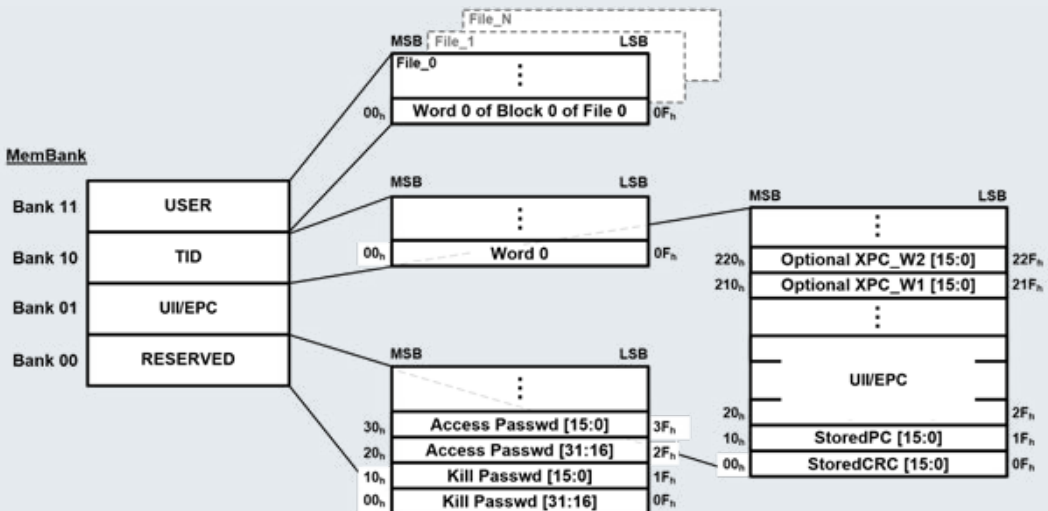 File_N
MSB File_1 LSB
File_0
00h Word 0 of Block 0 of File 0 0Fh
MemBank
Bank 11 USER
Bank 10 TID
Bank 01 UII/EPC
Bank 00 RESERVED
MSB LSB
00h Word 0 0Fh
MSB LSB
30h Access Passwd [15:0] 3Fh
20h Access Passwd [31:16] 2Fh
10h Kill Passwd [15:0] 1Fh
00h Kill Passwd [31:16] 0Fh
MSB LSB
220h Optional XPC_W2 [15:0] 22Fh
210h Optional XPC_W1 [15:0] 21Fh
UII/EPC
20h 2Fh
10h StoredPC [15:0] 1Fh
00h StoredCRC [15:0] 0Fh